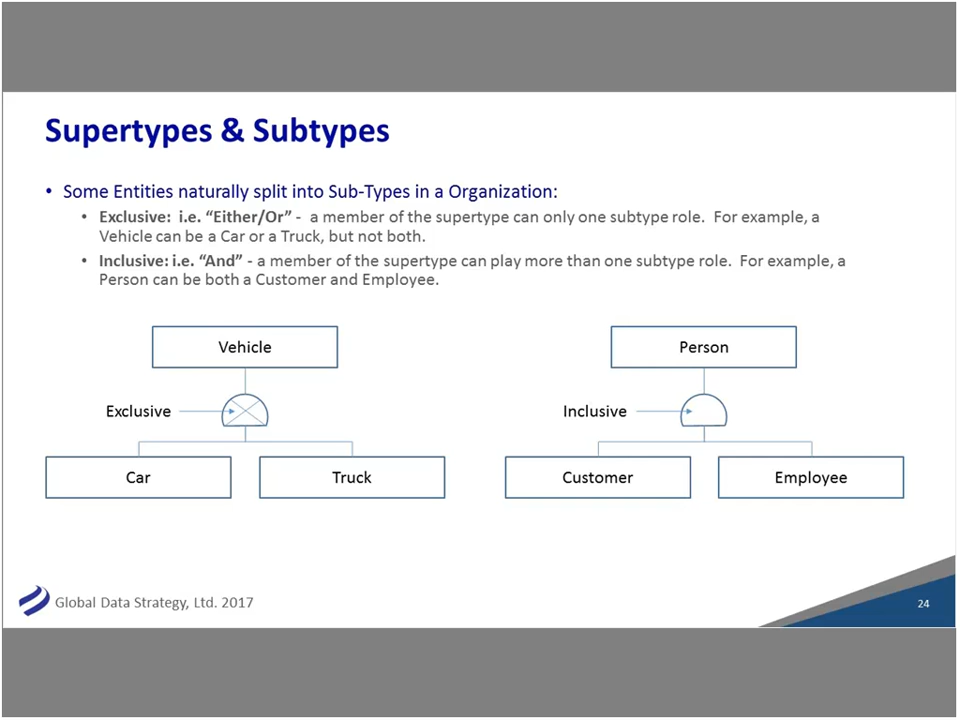 Supertypes & Subtypes
• Some Entities naturally split into Sub-Types in a Organization:
• Exclusive:  i.e. “Either/Or” -  a member of the supertype can only one subtype role.  For example, a
Vehicle can be a Car or a Truck, but not both.
• Inclusive: i.e. “And” - a member of the supertype can play more than one subtype role.  For example, a
Person can be both a Customer and Employee.
Vehicle
Person
Exclusive
Inclusive
Car
Truck
Customer
Employee
Global Data Strategy, Ltd. 2017
24